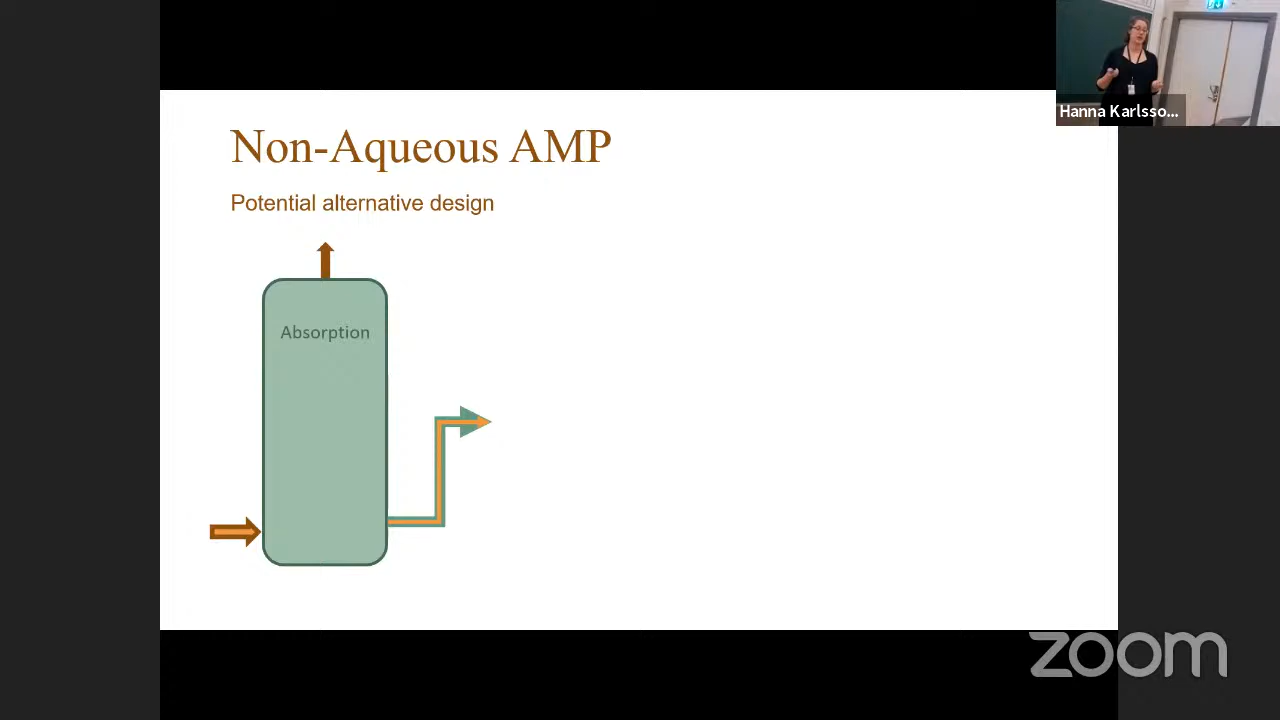 Hanna Karlsso...
Non-Aqueous AMP
Potential alternative design
Absorption
zoom